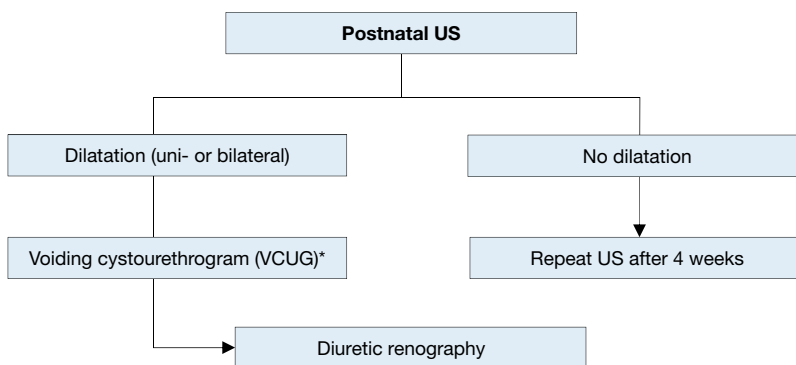 Postnatal US
Dilatation (uni- or bilateral)
No dilatation
Voiding cystourethrogram (VCUG)*
Repeat US after 4 weeks
Diuretic renography